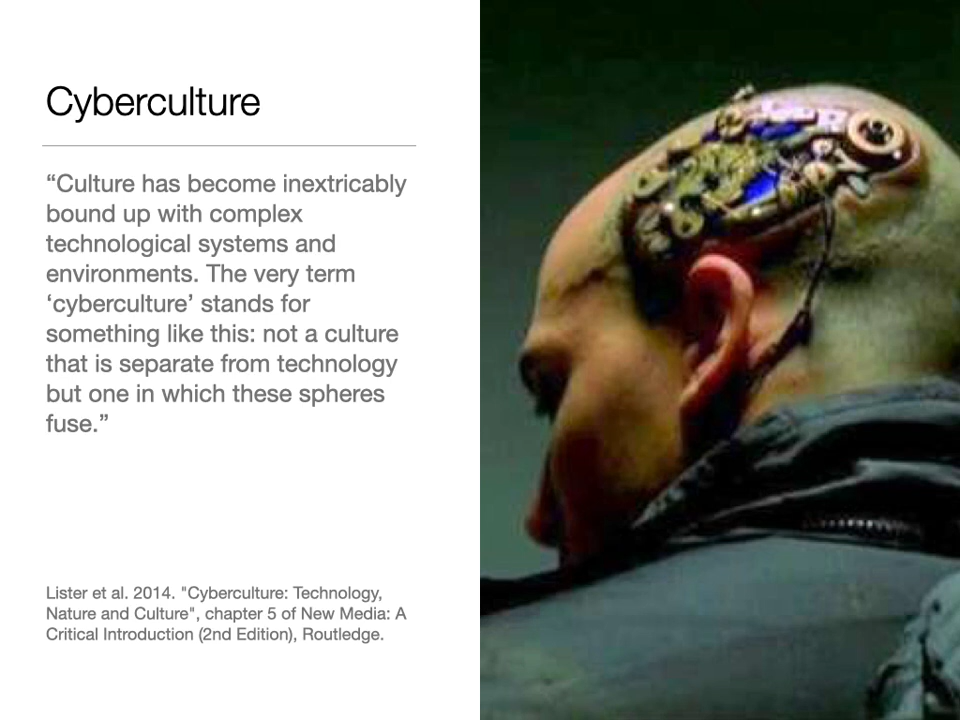 Cyberculture
“Culture has become inextricably
bound up with complex
technological systems and
environments. The very term
‘cyberculture’ stands for
something like this: not a culture
that is separate from technology
but one in which these spheres
fuse.”
Lister et al. 2014. "Cyberculture: Technology,
Nature and Culture", chapter 5 of New Media: A
Critical Introduction (2nd Edition), Routledge.